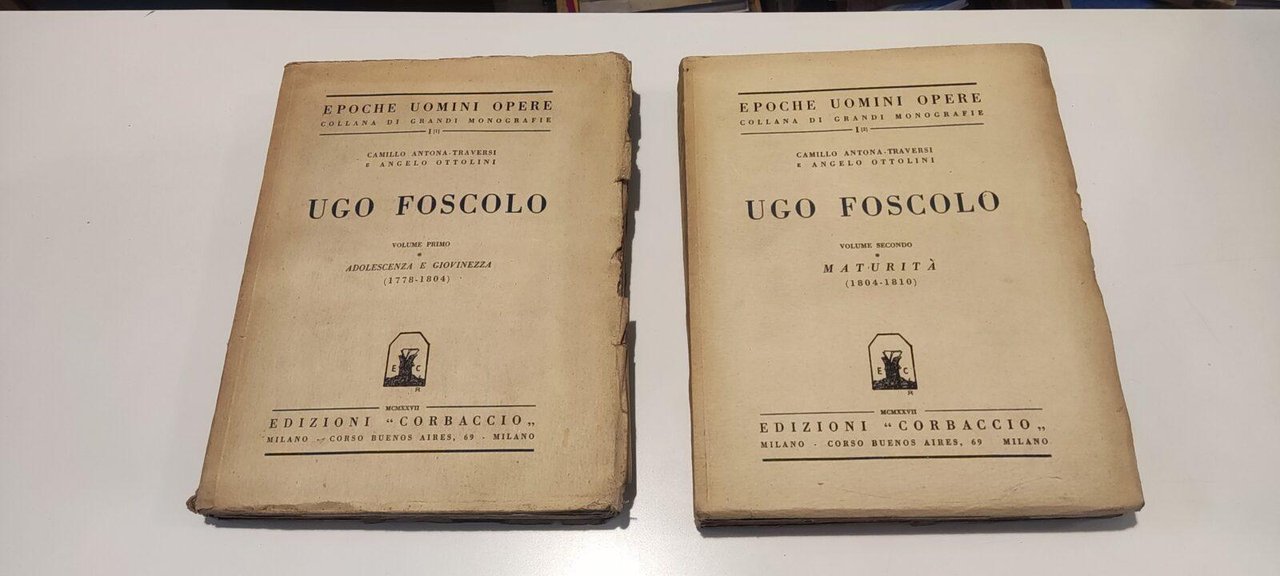 EPOCHE UOMINI OPERE
COLLANA DI GRANDI MONOGRAFIE
I (1)
CAMILLO ANTONA-TRAVERSI
E ANGELO OTTOLINI
UGO FOSCOLO
VOLUME PRIMO
*
ADOLESCENZA E GIOVINEZZA
(1778-1804)
E C
MCMXXVII
EDIZIONI “CORBACCIO„
MILANO - CORSO BUENOS AIRES, 69 - MILANO
EPOCHE UOMINI OPERE
COLLANA DI GRANDI MONOGRAFIE
I (2)
CAMILLO ANTONA-TRAVERSI
E ANGELO OTTOLINI
UGO FOSCOLO
VOLUME SECONDO
*
MATURITÀ
(1804-1810)
E C
MCMXXVII
EDIZIONI “CORBACCIO„
MILANO - CORSO BUENOS AIRES, 69 MILANO